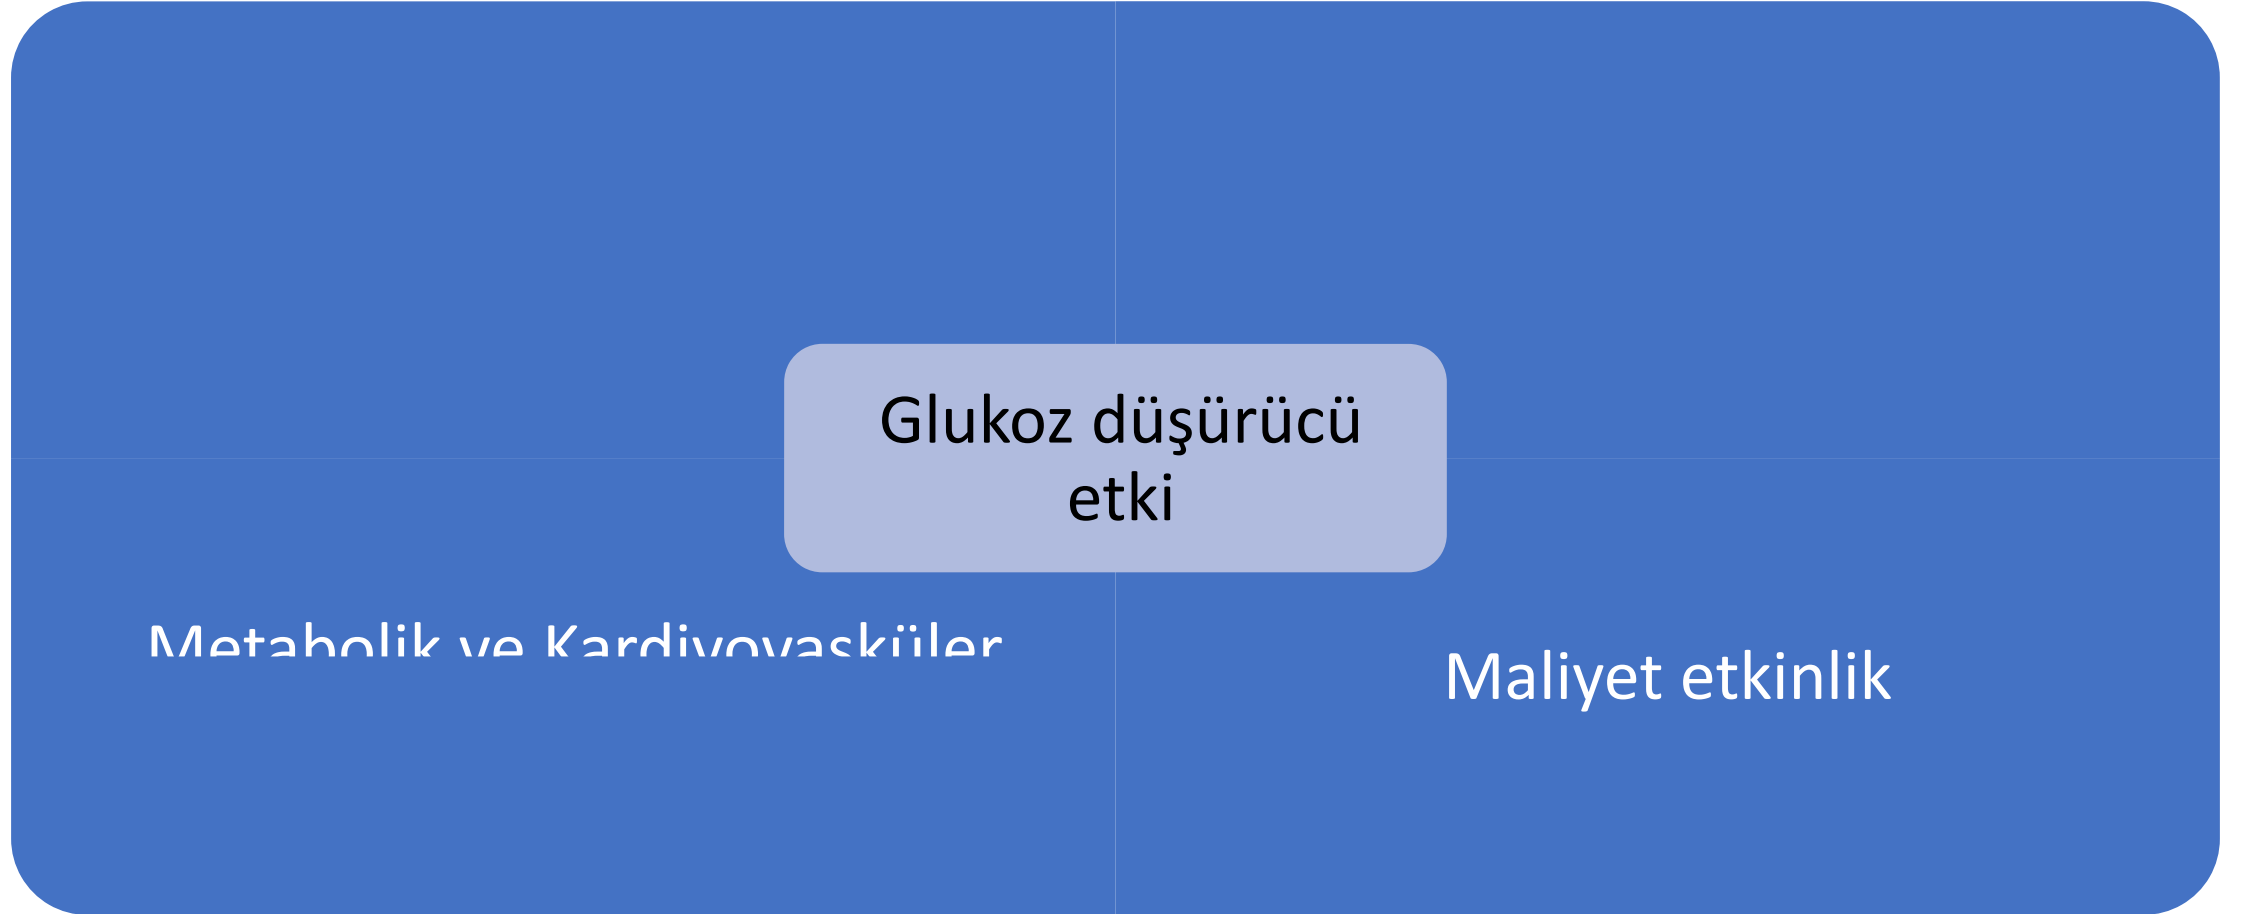 Glukoz düşürücü
etki
Metabolik ve Kardiyovasküler
Maliyet etkinlik